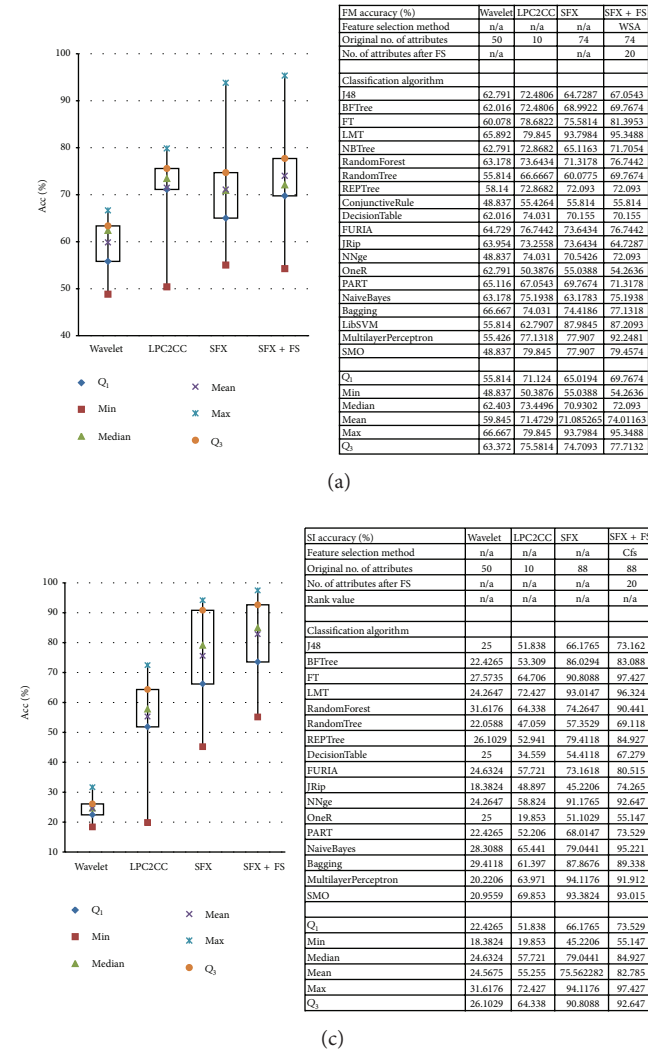 100
90
80
70
60
50
40
Acc (%)
Wavelet LPC2CC SFX SFX + FS
Q1 Mean
Min Max
Median Q3
FM accuracy (%) Wavelet LPC2CC SFX SFX + FS
Feature selection method n/a n/a n/a WSA
Original no. of attributes 50 10 74 74
No. of attributes after FS n/a 20
Classification algorithm
J48 62.791 72.4806 64.7287 67.0543
BFTree 62.016 72.4806 68.9922 69.7674
FT 60.078 78.6822 75.5814 81.3953
LMT 65.892 79.845 93.7984 95.3488
NBTree 62.791 72.8682 65.1163 71.7054
RandomForest 63.178 73.6434 71.3178 76.7442
RandomTree 55.814 66.6667 60.0775 69.7674
REPTree 58.14 72.8682 72.093 72.093
ConjunctiveRule 48.837 55.4264 55.814 55.814
DecisionTable 62.016 74.031 70.155 70.155
FURIA 64.729 76.7442 73.6434 76.7442
JRip 63.954 73.2558 73.6434 64.7287
NNge 48.837 74.031 70.5426 72.093
OneR 62.791 50.3876 55.0388 54.2636
PART 65.116 67.0543 69.7674 71.3178
NaiveBayes 63.178 75.1938 63.1783 75.1938
Bagging 66.667 74.031 74.4186 77.1318
LibSVM 55.814 62.7907 87.9845 87.2093
MultilayerPerceptron 55.426 77.1318 77.907 92.2481
SMO 48.837 79.845 77.907 79.4574
Q1 55.814 71.124 65.0194 69.7674
Min 48.837 50.3876 55.0388 54.2636
Median 62.403 73.4496 70.9302 72.093
Mean 59.845 71.4729 71.085265 74.01163
Max 66.667 79.845 93.7984 95.3488
Q3 63.372 75.5814 74.7093 77.7132
(a)
100
90
80
70
60
50
40
30
20
10
Acc (%)
Wavelet LPC2CC SFX SFX + FS
Q1 Mean
Min Max
Median Q3
SI accuracy (%) Wavelet LPC2CC SFX SFX + FS
Feature selection method n/a n/a n/a Cfs
Original no. of attributes 50 10 88 88
No. of attributes after FS n/a n/a n/a 20
Rank value n/a n/a n/a n/a
Classification algorithm
J48 25 51.838 66.1765 73.162
BFTree 22.4265 53.309 86.0294 83.088
FT 27.5735 64.706 90.8088 97.427
LMT 24.2647 72.427 93.0147 96.324
RandomForest 31.6176 64.338 74.2647 90.441
RandomTree 22.0588 47.059 57.3529 69.118
REPTree 26.1029 52.941 79.4118 84.927
DecisionTable 25 34.559 54.4118 67.279
FURIA 24.6324 57.721 73.1618 80.515
JRip 18.3824 48.897 45.2206 74.265
NNge 24.2647 58.824 91.1765 92.647
OneR 25 19.853 51.1029 55.147
PART 22.4265 52.206 68.0147 73.529
NaiveBayes 28.3088 65.441 79.0441 95.221
Bagging 29.4118 61.397 87.8676 89.338
MultilayerPerceptron 20.2206 63.971 94.1176 91.912
SMO 20.9559 69.853 93.3824 93.015
Q1 22.4265 51.838 66.1765 73.529
Min 18.3824 19.853 45.2206 55.147
Median 24.6324 57.721 79.0441 84.927
Mean 24.5675 55.255 75.562282 82.785
Max 31.6176 72.427 94.1176 97.427
Q3 26.1029 64.338 90.8088 92.647
(c)